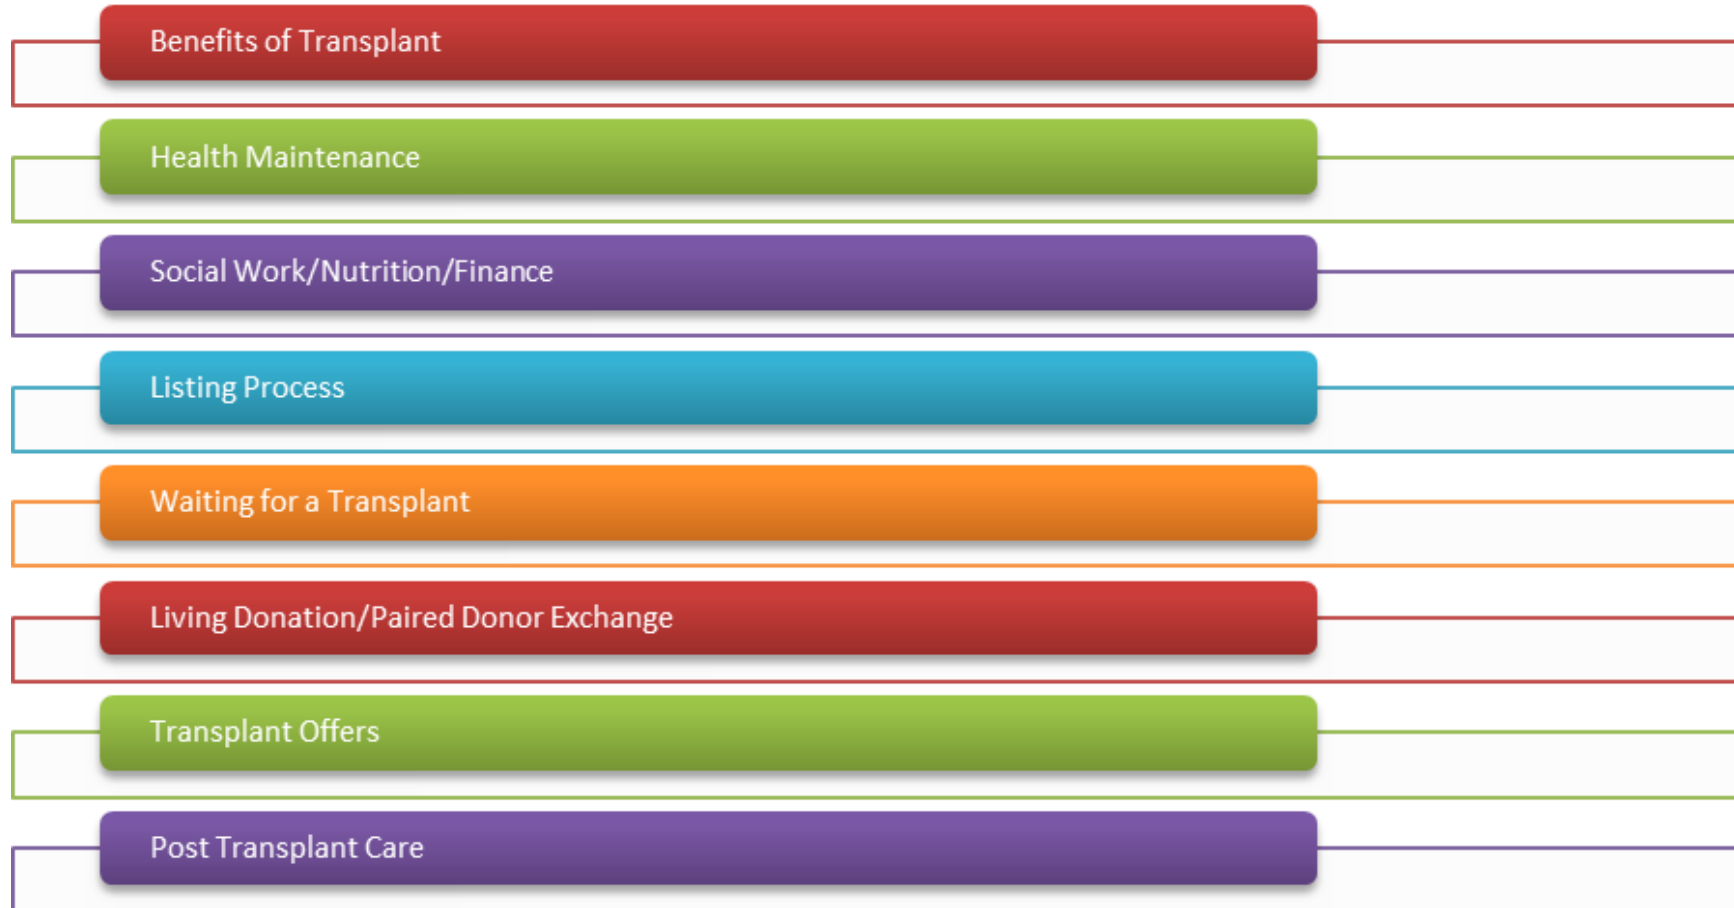 Benefits of Transplant
Health Maintenance
Social Work/Nutrition/Finance
Listing Process
Waiting for a Transplant
Living Donation/Paired Donor Exchange
Transplant Offers
Post Transplant Care